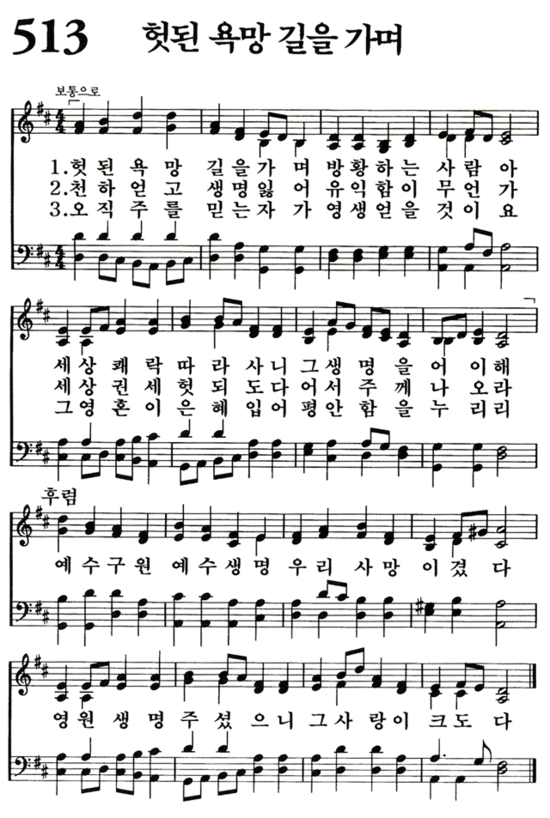 513 헛된 욕망 길을 가며
보통으로
4/4
1.헛 된 욕 망 길 을 가 며 방 황 하 는 사 람 아
2.천 하 얻 고 생 명 잃 어 유 익 함 이 무 언 가
3.오 직 주 를 믿 는 자 가 영 생 얻 을 것 이 요
4/4
세 상 쾌 락 따 라 사 니 그 생 명 을 어 이 해
세 상 권 세 헛 되 도 다 어 서 주 께 나 오 라
그 영 혼 이 은 혜 입 어 평 안 함 을 누 리 리
후렴
예 수 구 원 예 수 생 명 우 리 사 망 이 겼 다
영 원 생 명 주 셨 으 니 그 사 랑 이 크 도 다